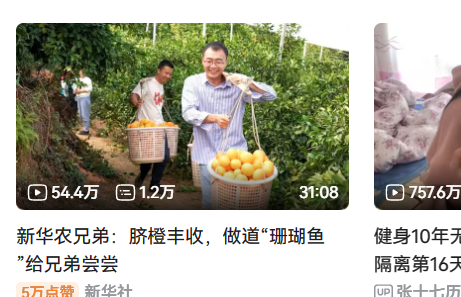 54.4万 1.2万 31:08
新华农兄弟：脐橙丰收，做道“珊瑚鱼
”给兄弟尝尝
5万点赞 新华社
757.6万
健身10年无
隔离第16天
UP 张十七历